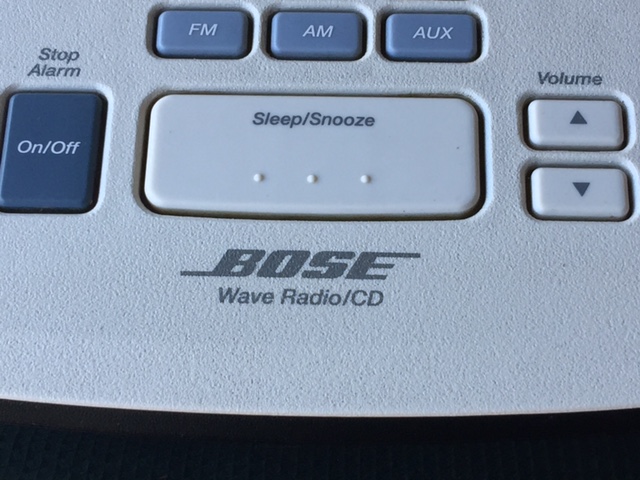 FM
AM
AUX
Stop
Alarm
Volume
On/Off
Sleep/Snooze
BOSE
Wave Radio/CD